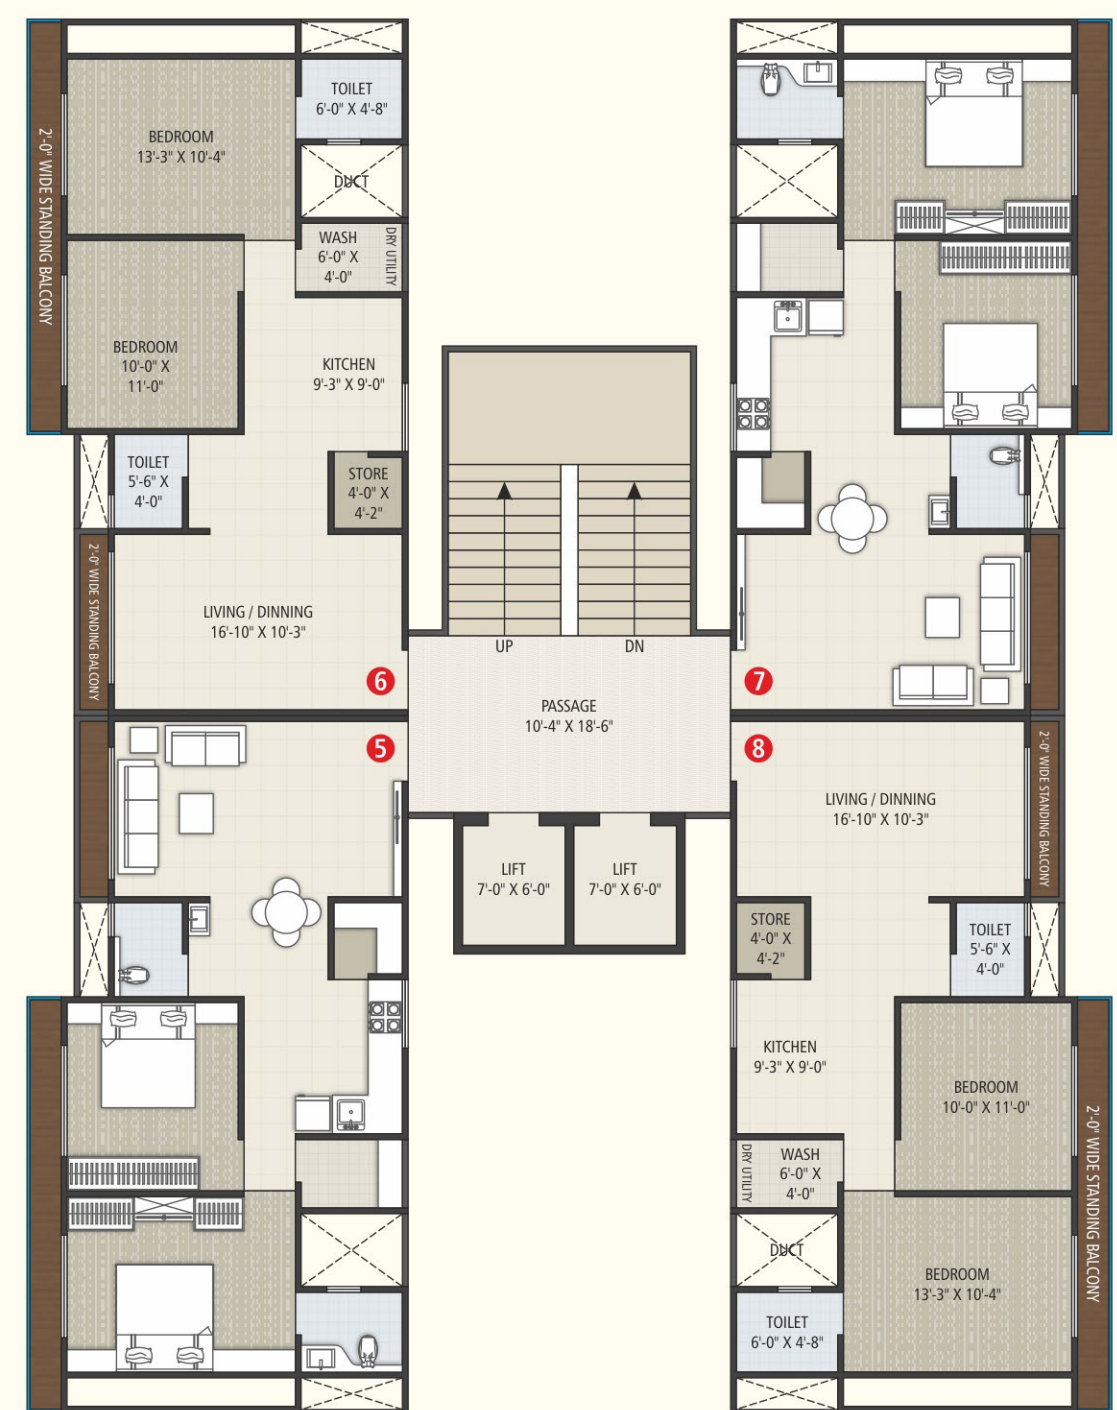 TOILET
6'-0" X 4'-8"
BEDROOM
13'-3" X 10'-4"
2'-0" WIDE STANDING BALCONY
DUCT
WASH
6'-0" X
4'-0"
DRY UTILITY
BEDROOM
10'-0" X
11'-0"
KITCHEN
9'-3" X 9'-0"
TOILET
5'-6" X
4'-0"
STORE
4'-0" X
4'-2"
2'-0" WIDE STANDING BALCONY
LIVING / DINNING
16'-10" X 10'-3"
6
UP
DN
7
PASSAGE
10'-4" X 18'-6"
5
8
LIVING / DINNING
16'-10" X 10'-3"
2'-0" WIDE STANDING BALCONY
LIFT
7'-0" X 6'-0"
LIFT
7'-0" X 6'-0"
STORE
4'-0" X
4'-2"
TOILET
5'-6" X
4'-0"
KITCHEN
9'-3" X 9'-0"
BEDROOM
10'-0" X 11'-0"
DRY UTILITY
WASH
6'-0" X
4'-0"
2'-0" WIDE STANDING BALCONY
DUCT
BEDROOM
13'-3" X 10'-4"
TOILET
6'-0" X 4'-8"